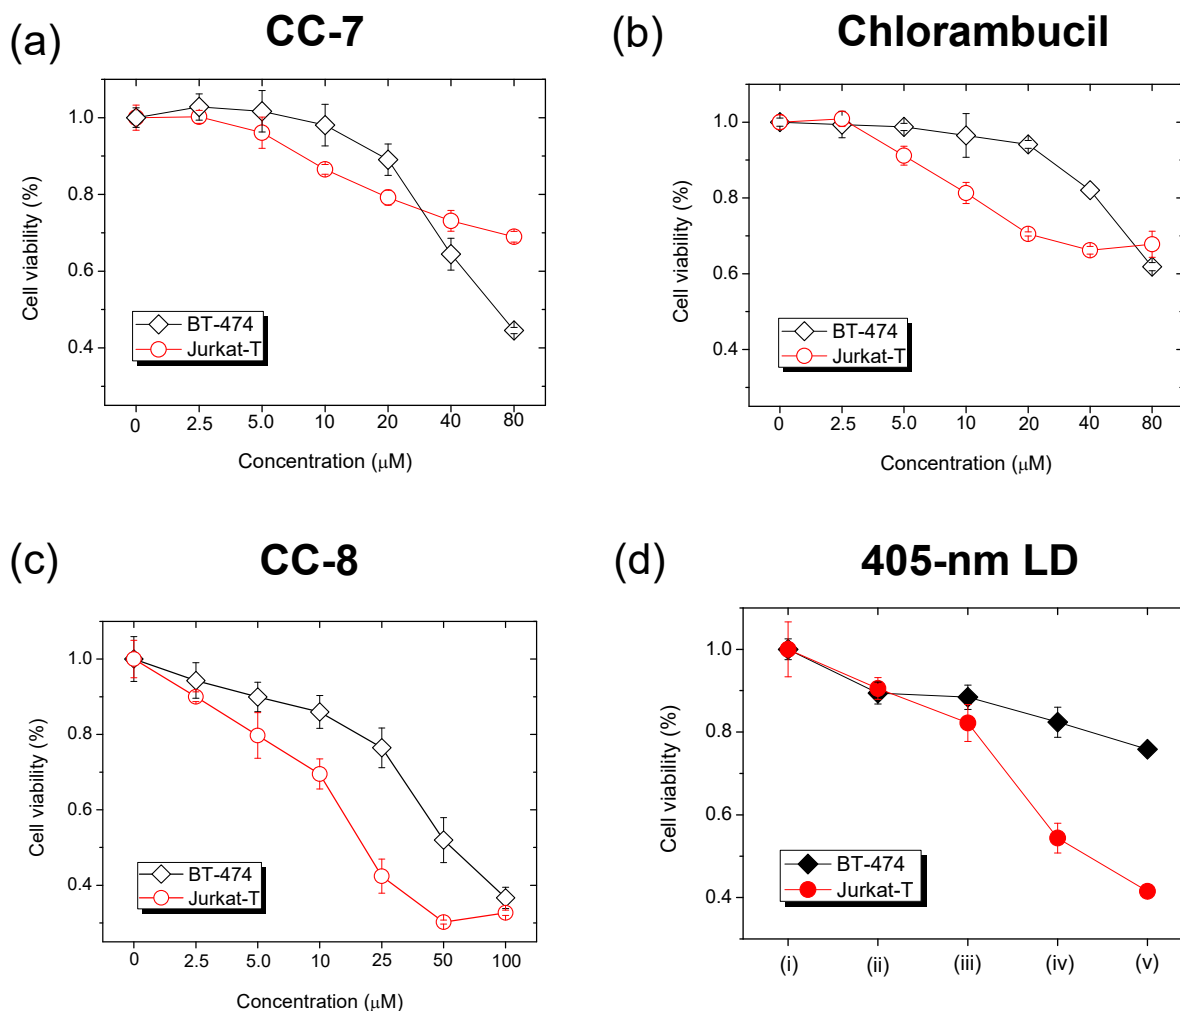 (a) CC-7
Cell viability (%)
1.0
0.8
0.6
0.4
BT-474
Jurkat-T
0 2.5 5.0 10 20 40 80
Concentration (μM)
(b) Chlorambucil
Cell viability (%)
1.0
0.8
0.6
0.4
BT-474
Jurkat-T
0 2.5 5.0 10 20 40 80
Concentration (μM)
(c) CC-8
Cell viability (%)
1.0
0.8
0.6
0.4
BT-474
Jurkat-T
0 2.5 5.0 10 25 50 100
Concentration (μM)
(d) 405-nm LD
Cell viability (%)
1.0
0.8
0.6
0.4
BT-474
Jurkat-T
(i) (ii) (iii) (iv) (v)